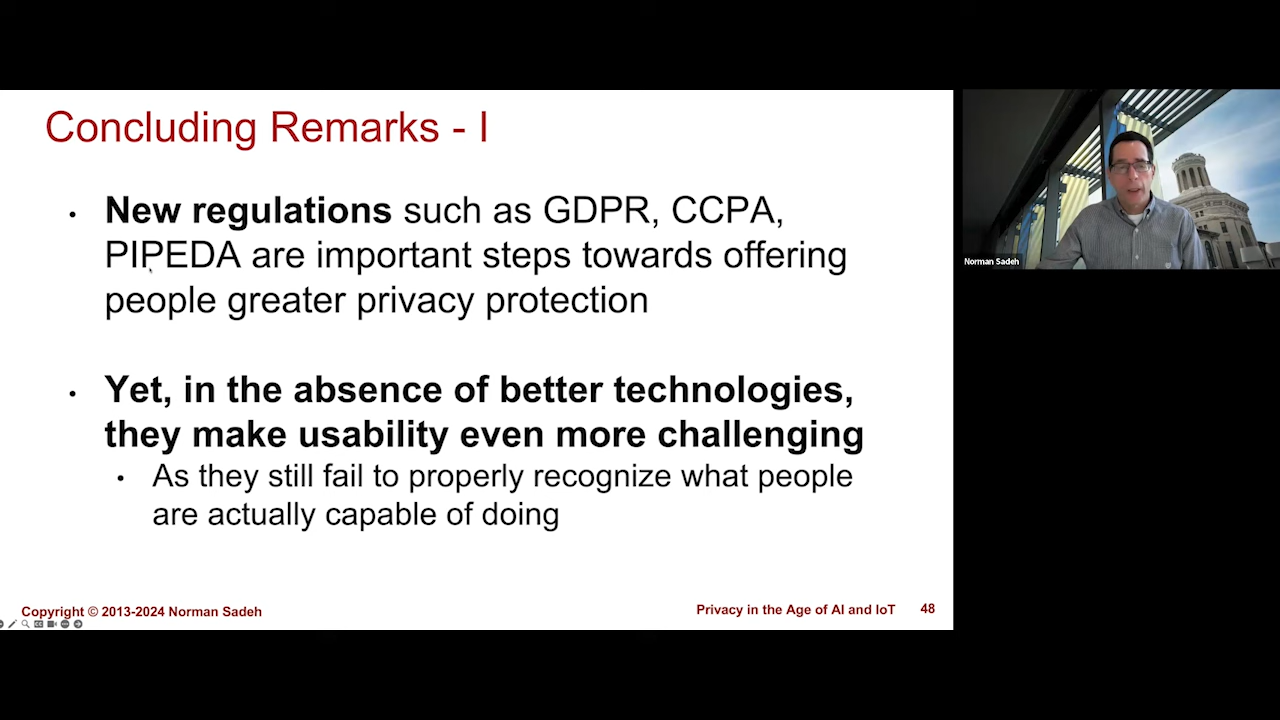 Concluding Remarks - I
• New regulations such as GDPR, CCPA,
PIPEDA are important steps towards offering
people greater privacy protection
• Yet, in the absence of better technologies,
they make usability even more challenging
• As they still fail to properly recognize what people
are actually capable of doing
Copyright © 2013-2024 Norman Sadeh
Privacy in the Age of AI and IoT 48
Norman Sadeh